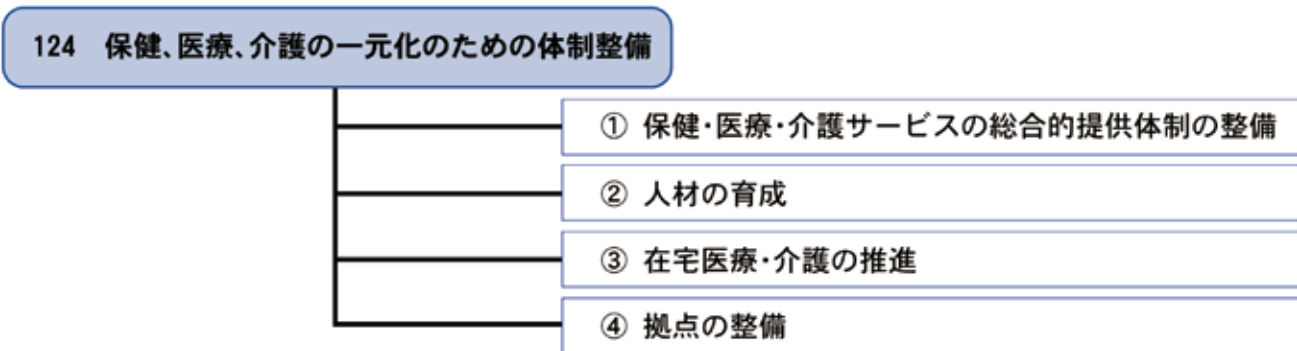 124 保健､医療､介護の一元化のための体制整備
① 保健･医療･介護サービスの総合的提供体制の整備
② 人材の育成
③ 在宅医療･介護の推進
④ 拠点の整備